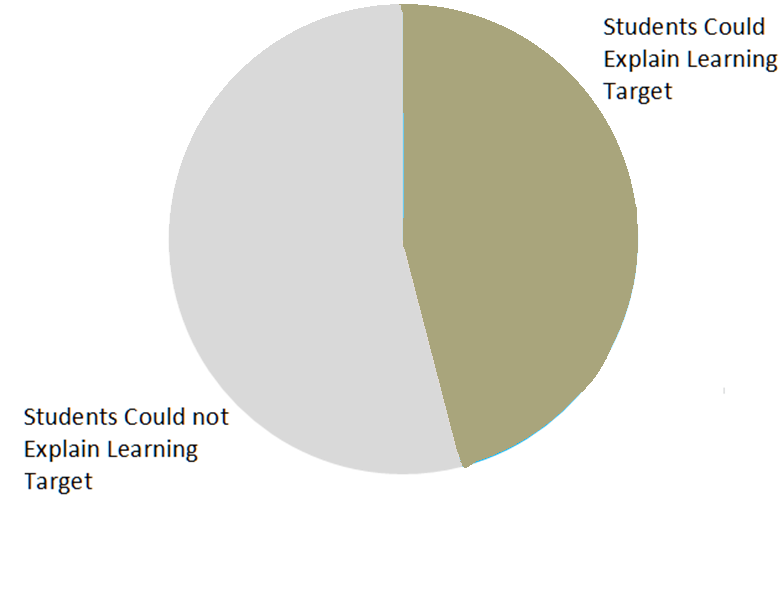 Students Could
Explain Learning
Target
Students Could not
Explain Learning
Target